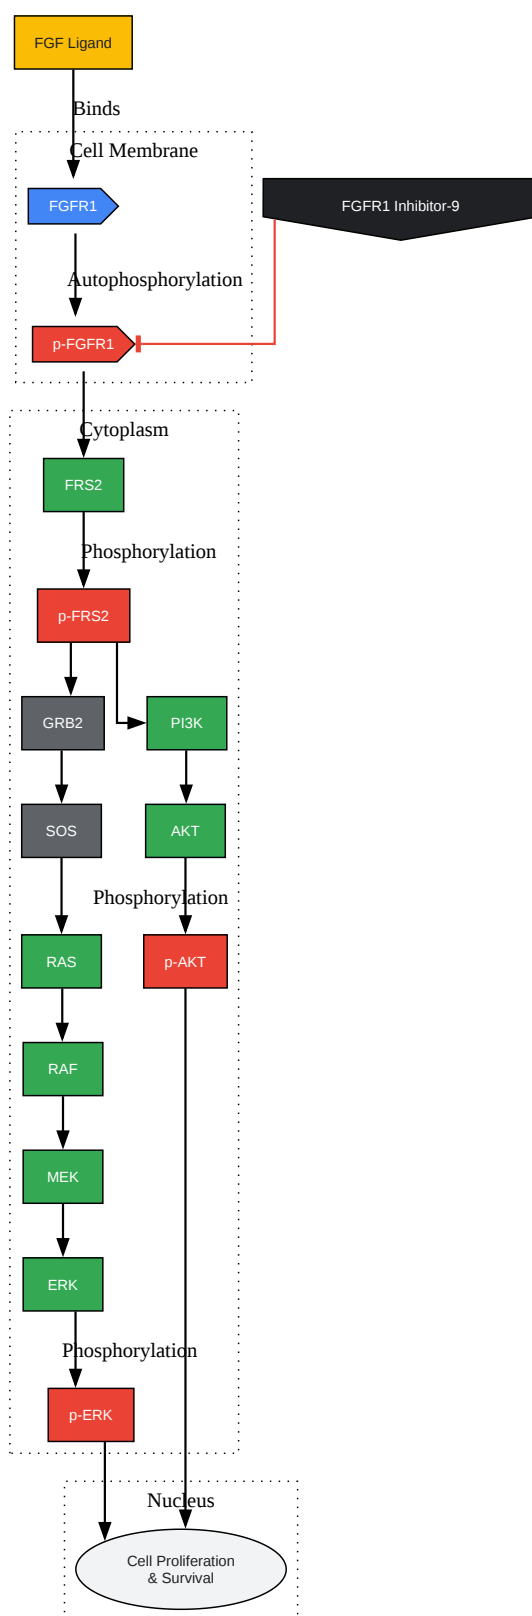 FGF Ligand
Binds
Cell Membrane
FGFR1
FGFR1 Inhibitor-9
Autophosphorylation
p-FGFR1
Cytoplasm
FRS2
Phosphorylation
p-FRS2
GRB2
PI3K
SOS
AKT
Phosphorylation
RAS
p-AKT
RAF
MEK
ERK
Phosphorylation
p-ERK
Nucleus
Cell Proliferation
& Survival